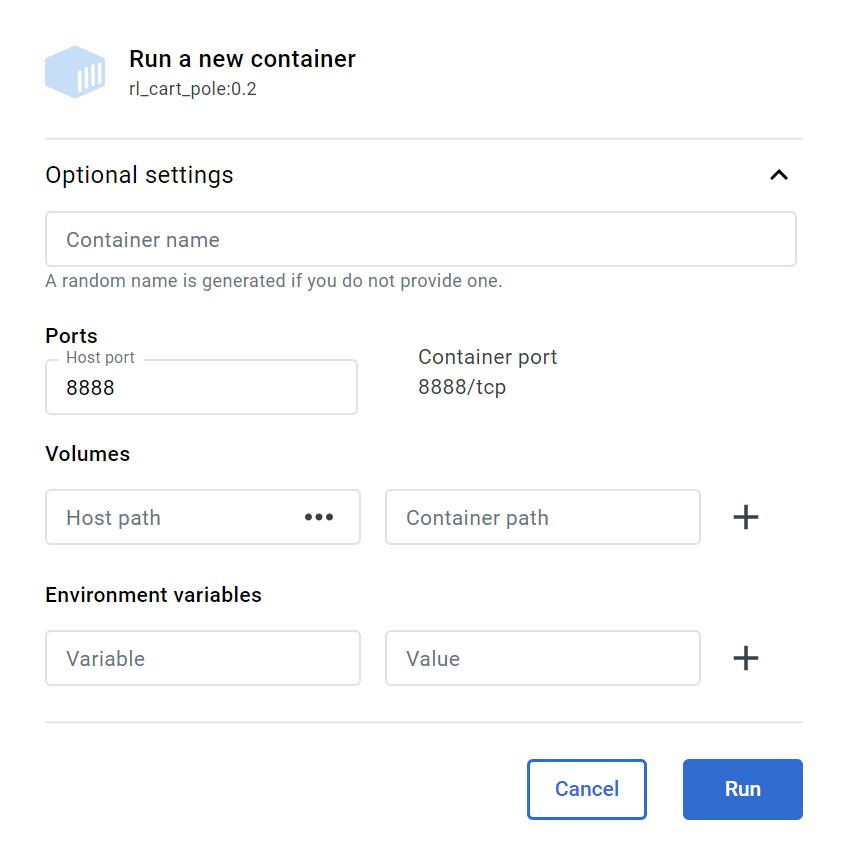 Run a new container
rl_cart_pole:0.2
Optional settings
Container name
A random name is generated if you do not provide one.
Ports
Host port
8888
Container port
8888/tcp
Volumes
Host path
Container path
Environment variables
Variable
Value
Cancel
Run